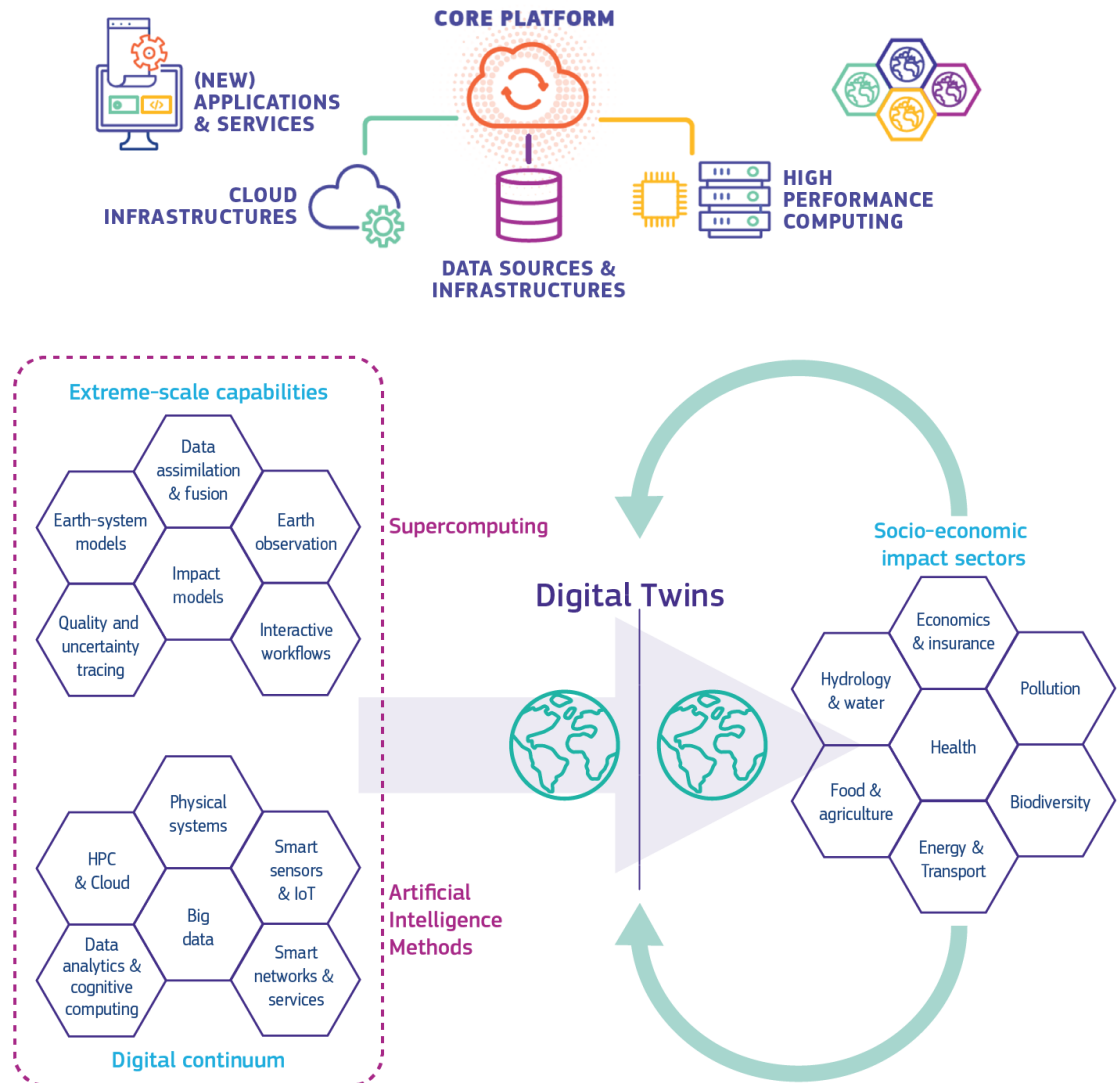 CORE PLATFORM
(NEW)
APPLICATIONS
& SERVICES
</>
CLOUD
INFRASTRUCTURES
DATA SOURCES &
INFRASTRUCTURES
HIGH
PERFORMANCE
COMPUTING
Extreme-scale capabilities
Data
assimilation
& fusion
Earth-system
models
Earth
observation
Impact
models
Quality and
uncertainty
tracing
Interactive
workflows
Supercomputing
Physical
systems
HPC
& Cloud
Smart
sensors
& IoT
Big
data
Data
analytics &
cognitive
computing
Smart
networks &
services
Artificial
Intelligence
Methods
Digital continuum
Digital Twins
Socio-economic
impact sectors
Economics
& insurance
Hydrology
& water
Pollution
Health
Food &
agriculture
Biodiversity
Energy &
Transport